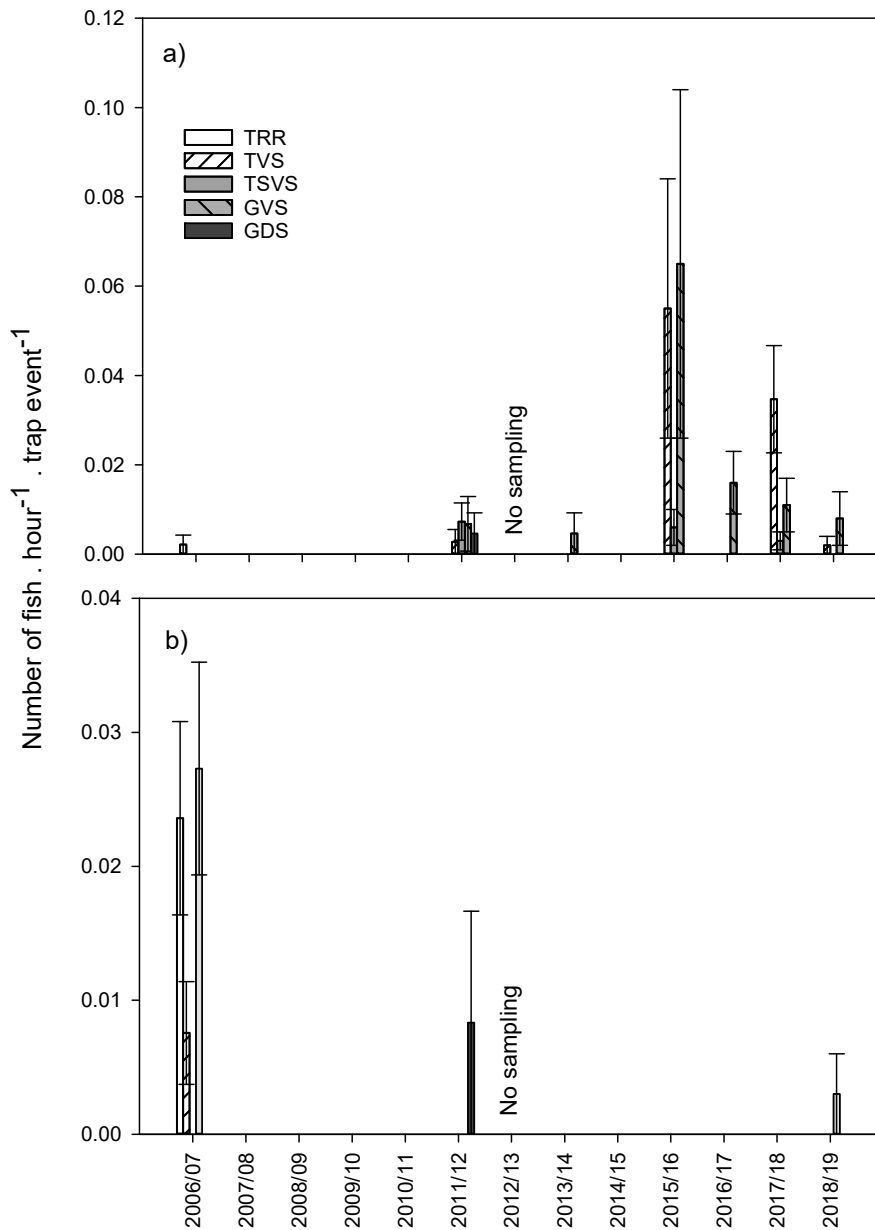 0.12
a)
0.10
TRR
TVS
TSVS
GVS
GDS
0.08
0.06
0.04
0.02
No sampling
0.00
Number of fish . hour⁻¹ . trap event⁻¹
0.04
b)
0.03
0.02
0.01
No sampling
0.00
2006/07
2007/08
2008/09
2009/10
2010/11
2011/12
2012/13
2013/14
2014/15
2015/16
2016/17
2017/18
2018/19